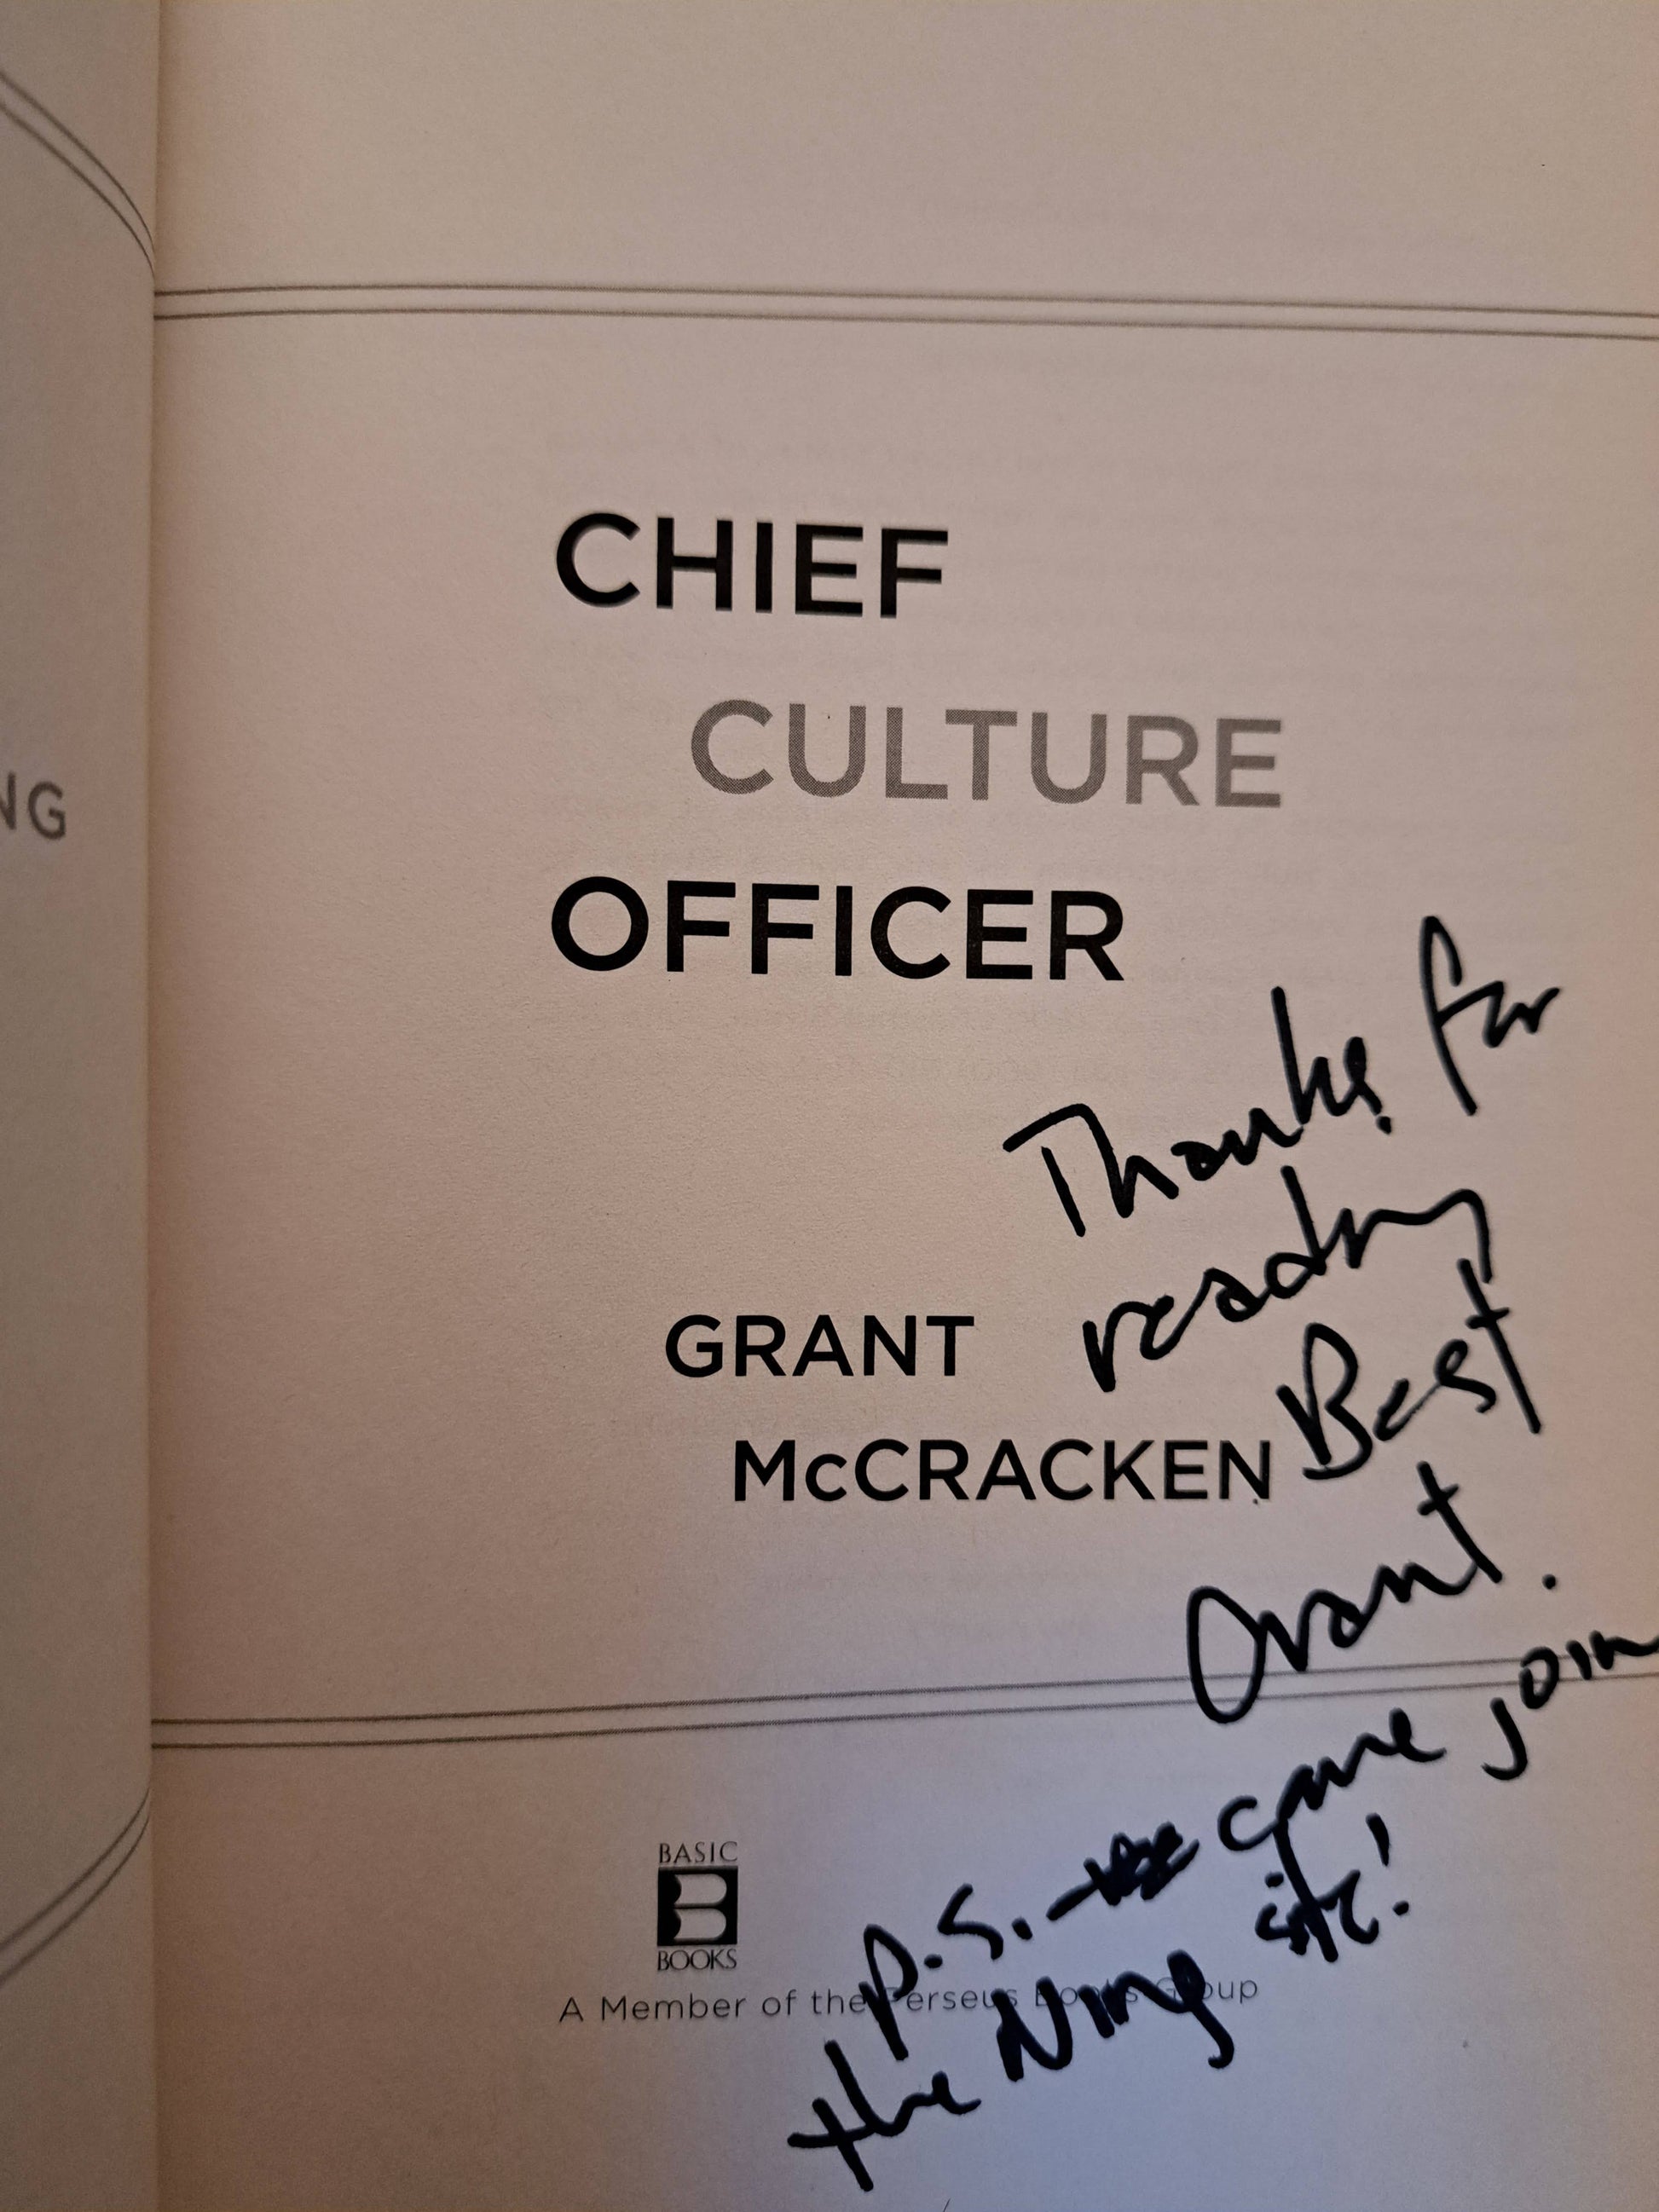 NG
CHIEF
CULTURE
OFFICER
Thanks for
reading
GRANT
McCRACKEN
Best
Grant.
P.S. come join
the Ning site!
BASIC
B
BOOKS
A Member of the Perseus Books Group